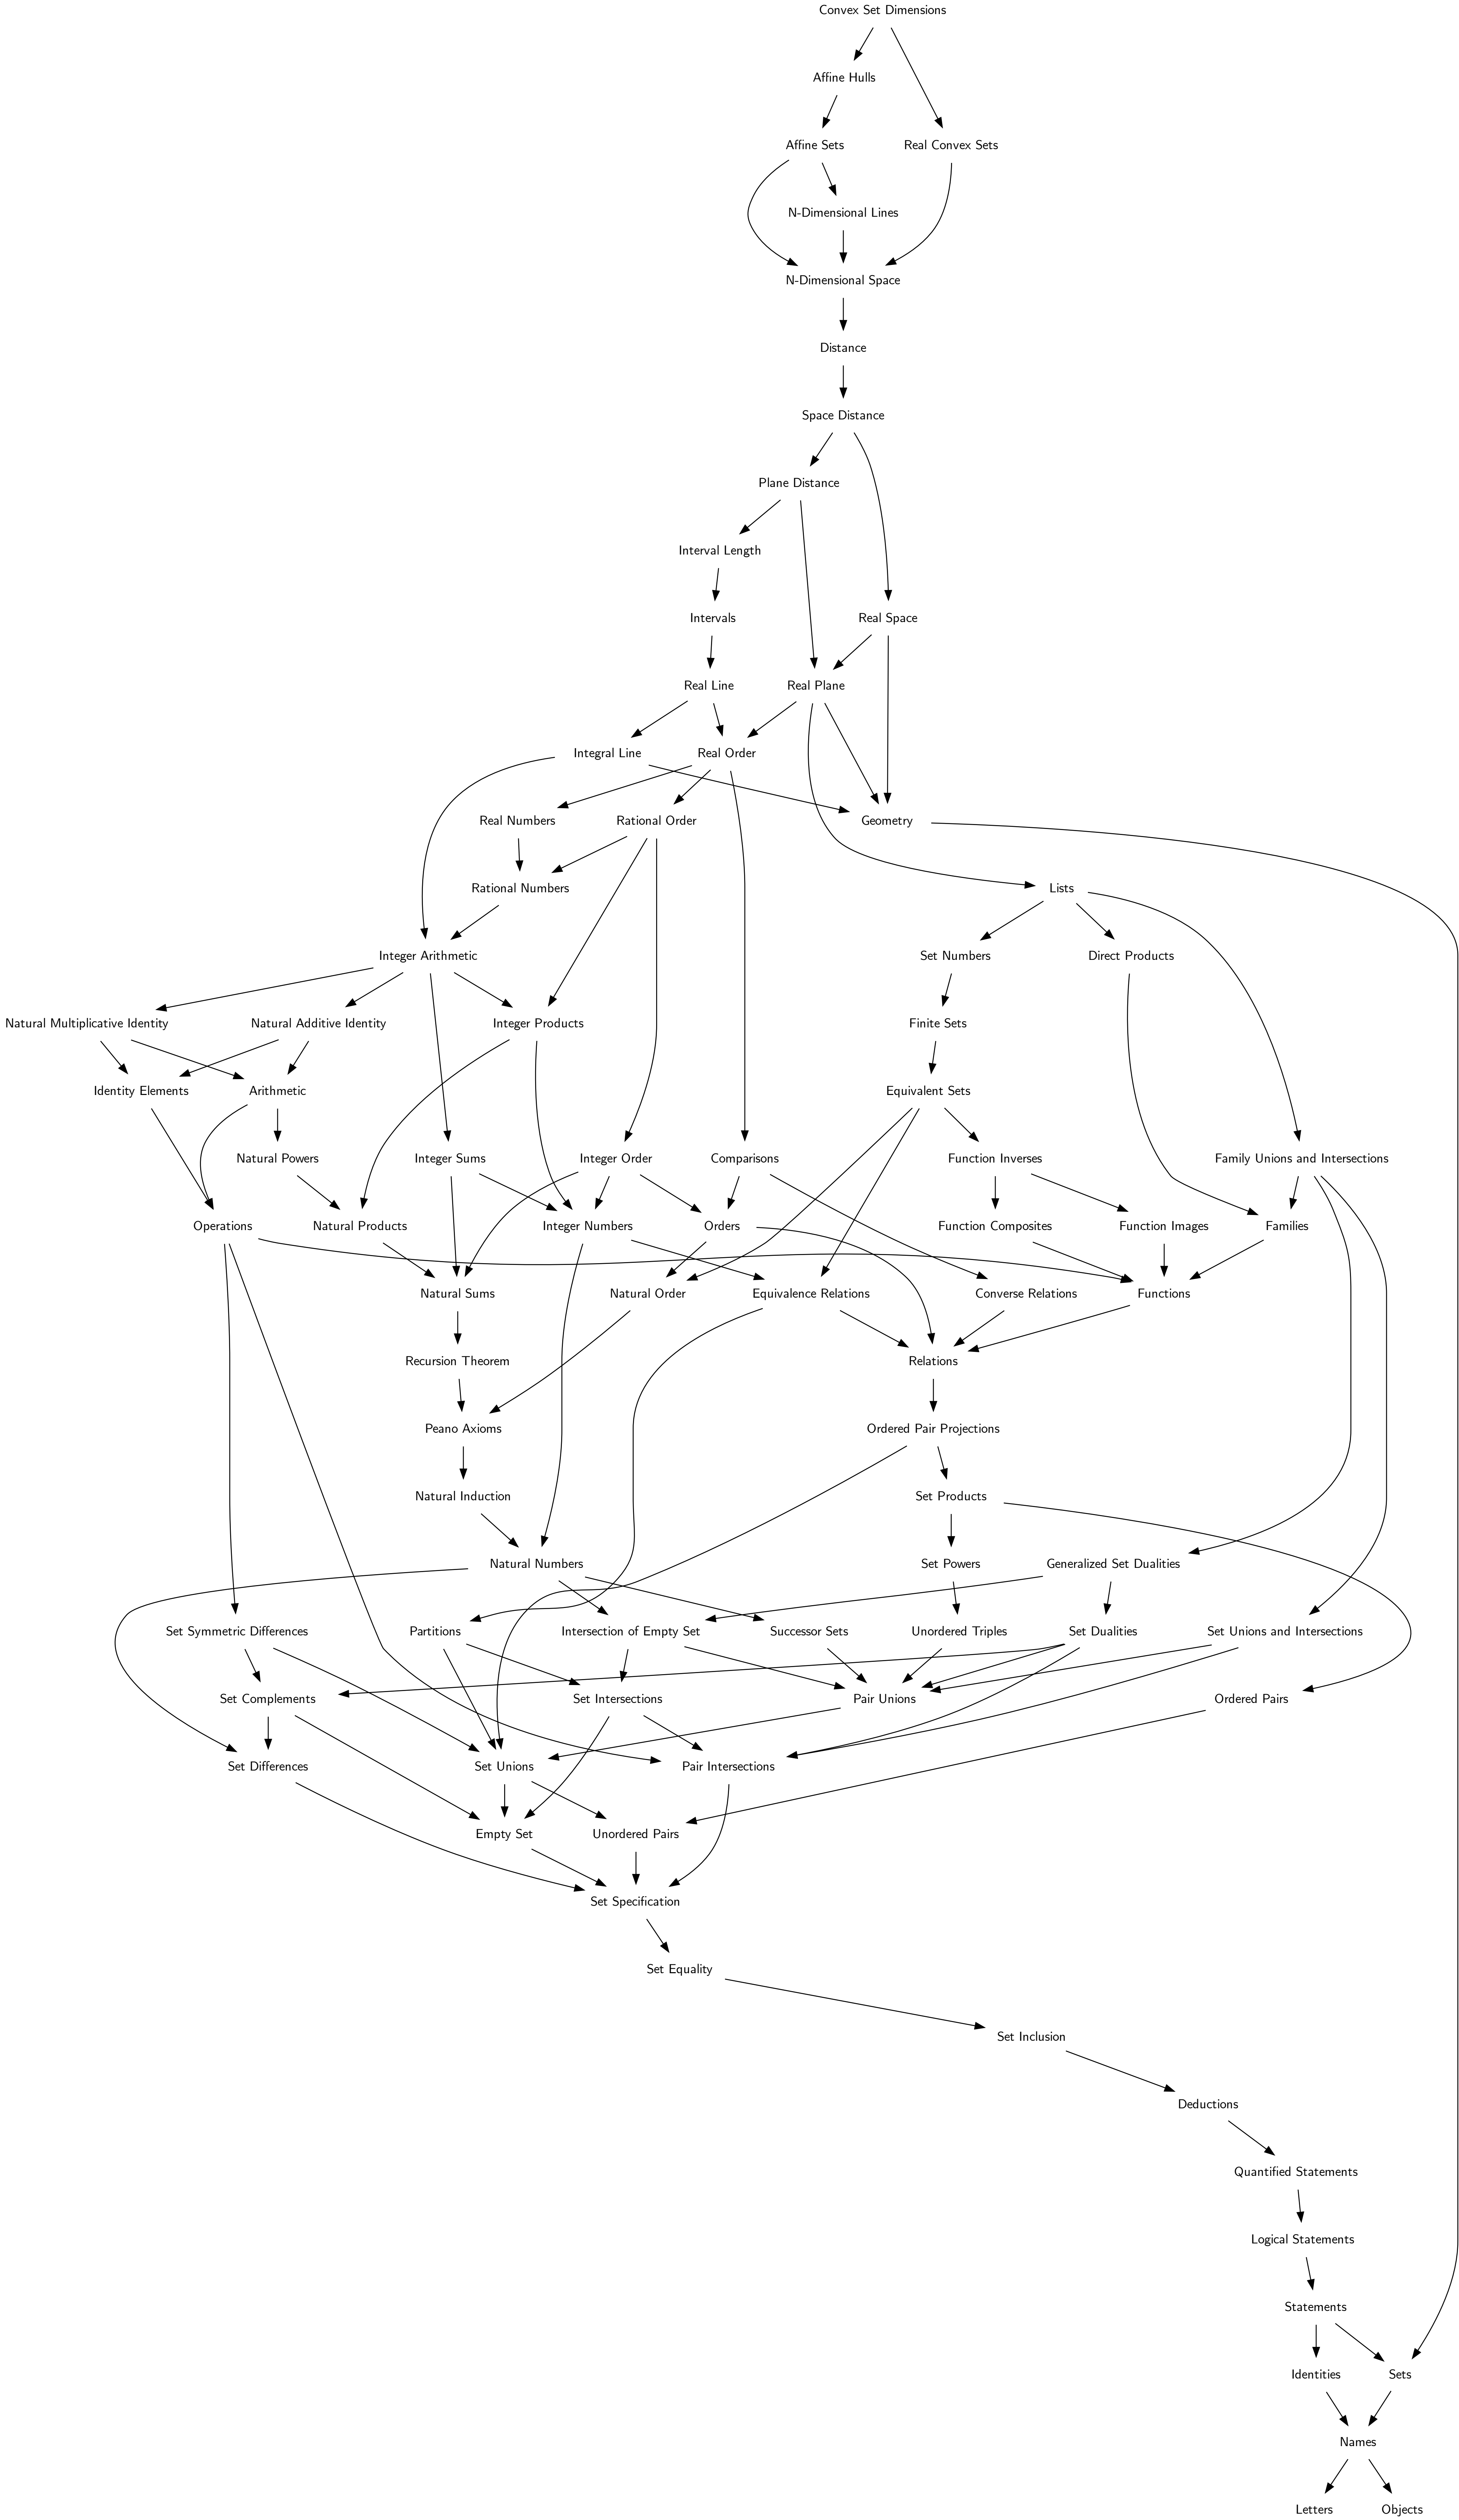 Convex Set Dimensions
Affine Hulls
Affine Sets
Real Convex Sets
N-Dimensional Lines
N-Dimensional Space
Distance
Space Distance
Plane Distance
Interval Length
Intervals
Real Space
Real Line
Real Plane
Integral Line
Real Order
Real Numbers
Rational Order
Geometry
Rational Numbers
Lists
Integer Arithmetic
Set Numbers
Direct Products
Natural Multiplicative Identity
Natural Additive Identity
Integer Products
Finite Sets
Identity Elements
Arithmetic
Equivalent Sets
Natural Powers
Integer Sums
Integer Order
Comparisons
Function Inverses
Family Unions and Intersections
Operations
Natural Products
Integer Numbers
Orders
Function Composites
Function Images
Families
Natural Sums
Natural Order
Equivalence Relations
Converse Relations
Functions
Recursion Theorem
Relations
Peano Axioms
Ordered Pair Projections
Natural Induction
Set Products
Natural Numbers
Set Powers
Generalized Set Dualities
Set Symmetric Differences
Partitions
Intersection of Empty Set
Successor Sets
Unordered Triples
Set Dualities
Set Unions and Intersections
Set Complements
Set Intersections
Pair Unions
Ordered Pairs
Set Differences
Set Unions
Pair Intersections
Empty Set
Unordered Pairs
Set Specification
Set Equality
Set Inclusion
Deductions
Quantified Statements
Logical Statements
Statements
Identities
Sets
Names
Letters
Objects